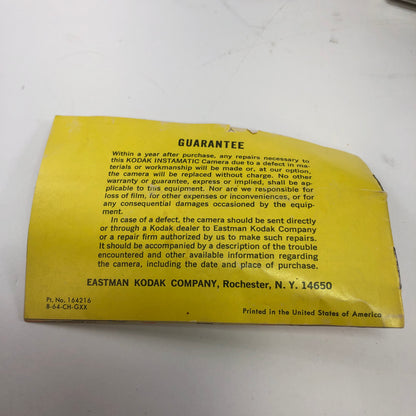 GUARANTEE
Within a year after purchase, any repairs necessary to
this KODAK INSTAMATIC Camera due to a defect in ma-
terials or workmanship will be made or, at our option,
the camera will be replaced without charge. No other
warranty or guarantee, express or implied, shall be ap-
plicable to this equipment. Nor are we responsible for
loss of film, for other expenses or inconveniences, or for
any consequential damages occasioned by the equip-
ment.
In case of a defect, the camera should be sent directly
or through a Kodak dealer to Eastman Kodak Company
or a repair firm authorized by us to make such repairs.
It should be accompanied by a description of the trouble
encountered and other available information regarding
the camera, including the date and place of purchase.
EASTMAN KODAK COMPANY, Rochester, N. Y. 14650
Pt. No. 164216
8-64-CH-GXX
Printed in the United States of America